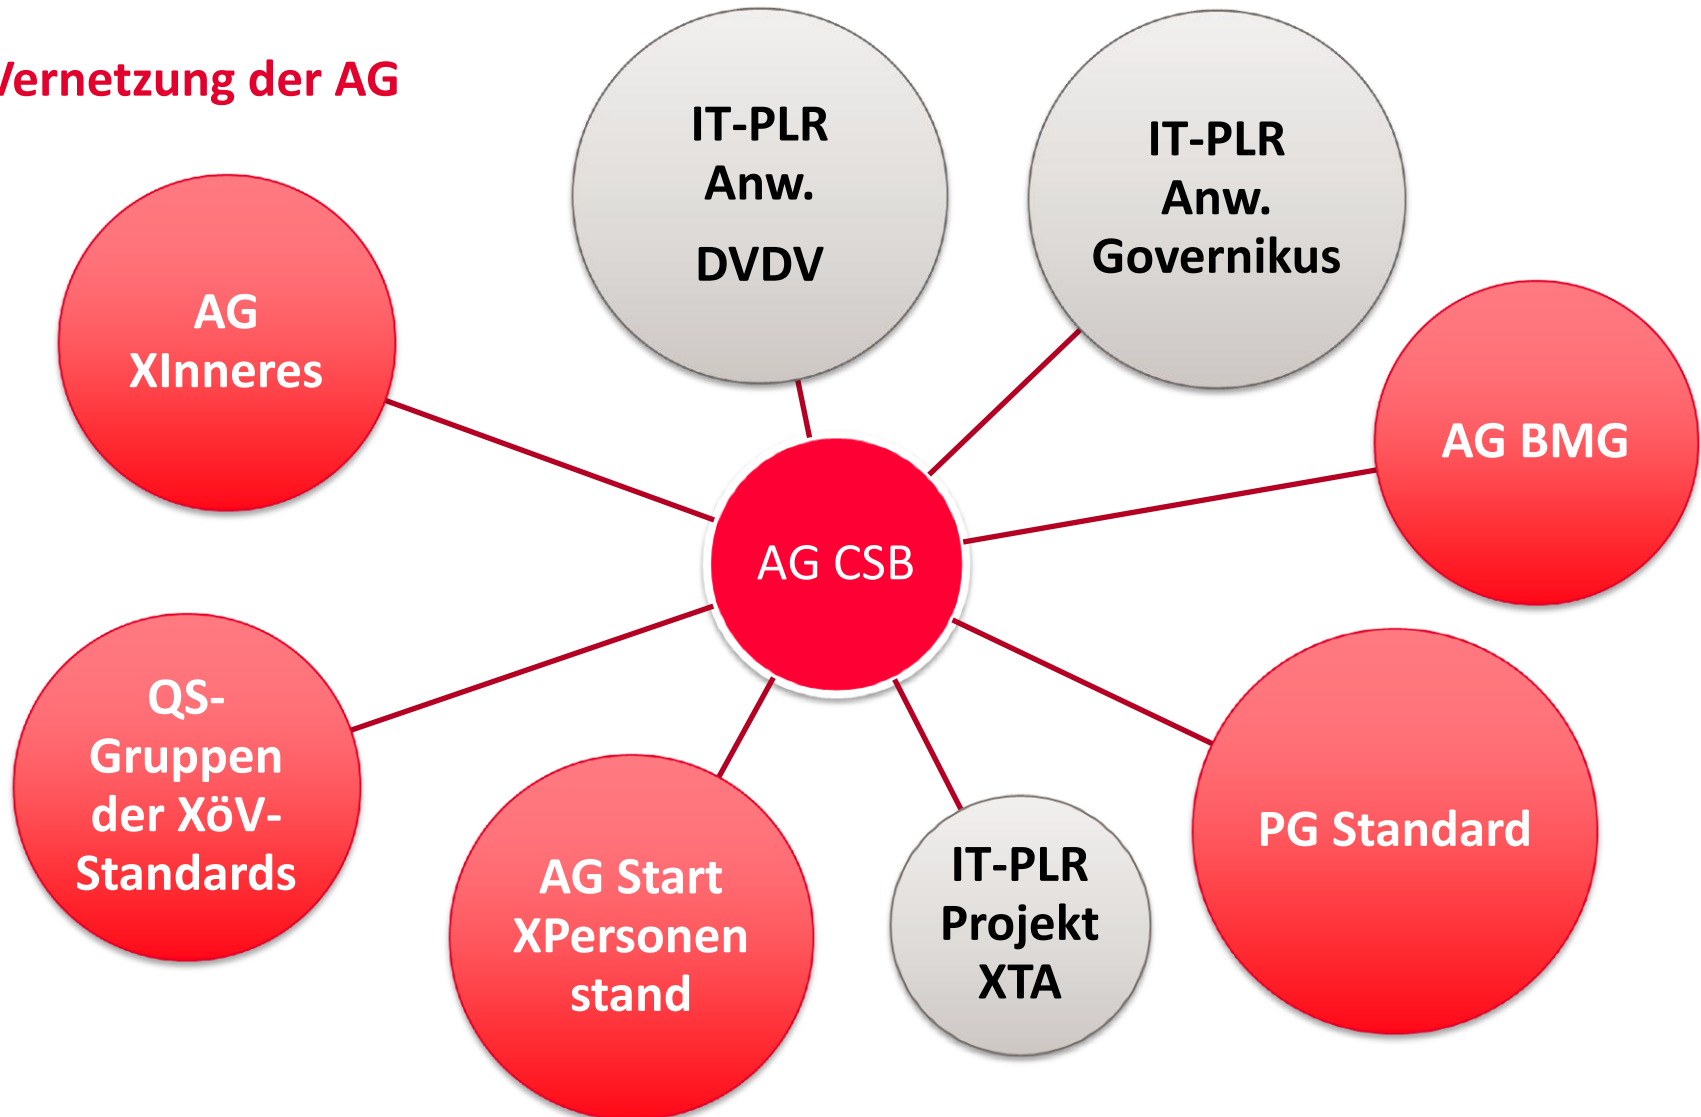 Vernetzung der AG
IT-PLR
Anw.
DVDV
IT-PLR
Anw.
Governikus
AG
XInneres
AG BMG
AG CSB
QS-
Gruppen
der XöV-
Standards
AG Start
XPersonen
stand
IT-PLR
Projekt
XTA
PG Standard